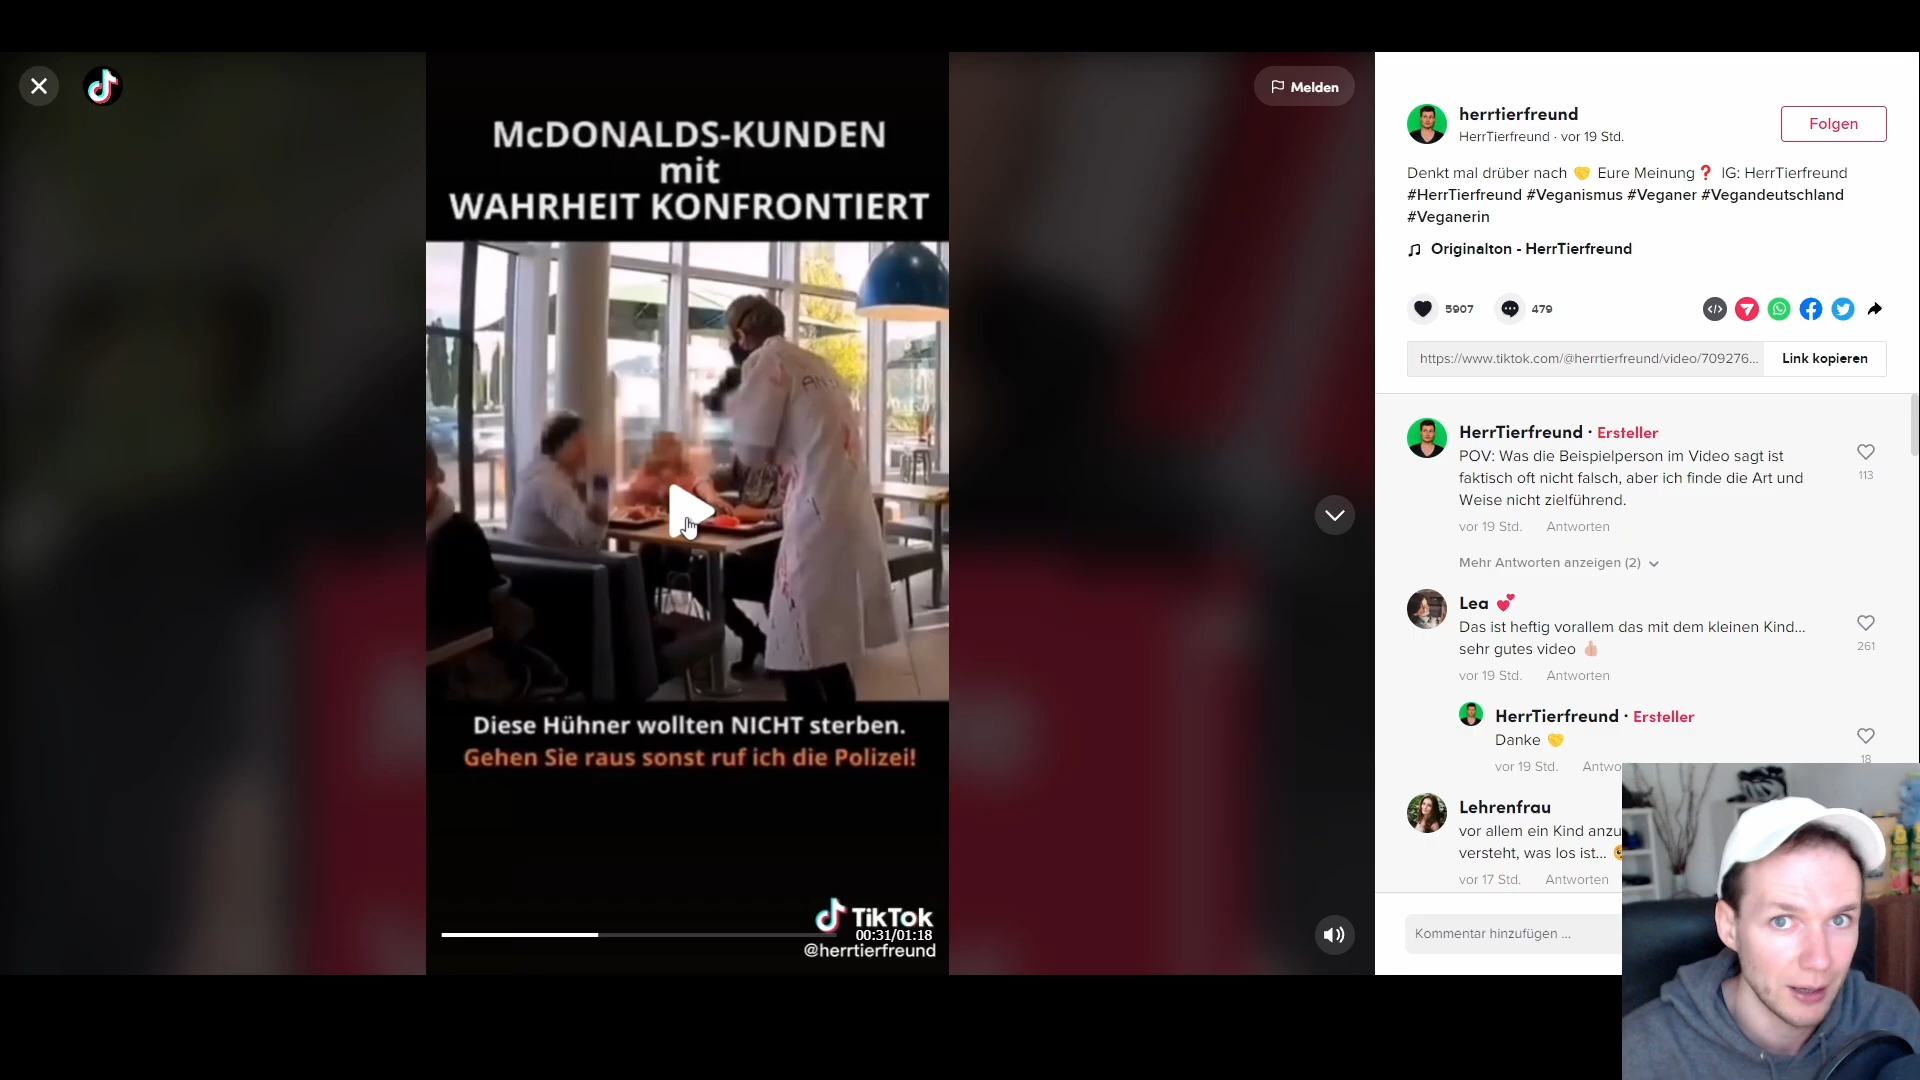 Melden
McDONALDS-KUNDEN
mit
WAHRHEIT KONFRONTIERT
Diese Hühner wollten NICHT sterben.
Gehen Sie raus sonst ruf ich die Polizei!
TikTok
00:31/01:18
@herrtierfreund
herrtierfreund
HerrTierfreund · vor 19 Std.
Folgen
Denkt mal drüber nach 🤝 Eure Meinung❓ IG: HerrTierfreund
#HerrTierfreund #Veganismus #Veganer #Vegandeutschland
#Veganerin
Originalton - HerrTierfreund
5907
479
https://www.tiktok.com/@herrtierfreund/video/709276...
Link kopieren
HerrTierfreund · Ersteller
POV: Was die Beispielperson im Video sagt ist
faktisch oft nicht falsch, aber ich finde die Art und
Weise nicht zielführend.
113
vor 19 Std. Antworten
Mehr Antworten anzeigen (2)
Lea 💕
Das ist heftig vorallem das mit dem kleinen Kind...
sehr gutes video 👍🏻
261
vor 19 Std. Antworten
HerrTierfreund · Ersteller
Danke 🤝
18
vor 19 Std. Antwo
Lehrenfrau
vor allem ein Kind anzu
versteht, was los ist...
vor 17 Std. Antworten
Kommentar hinzufügen ...